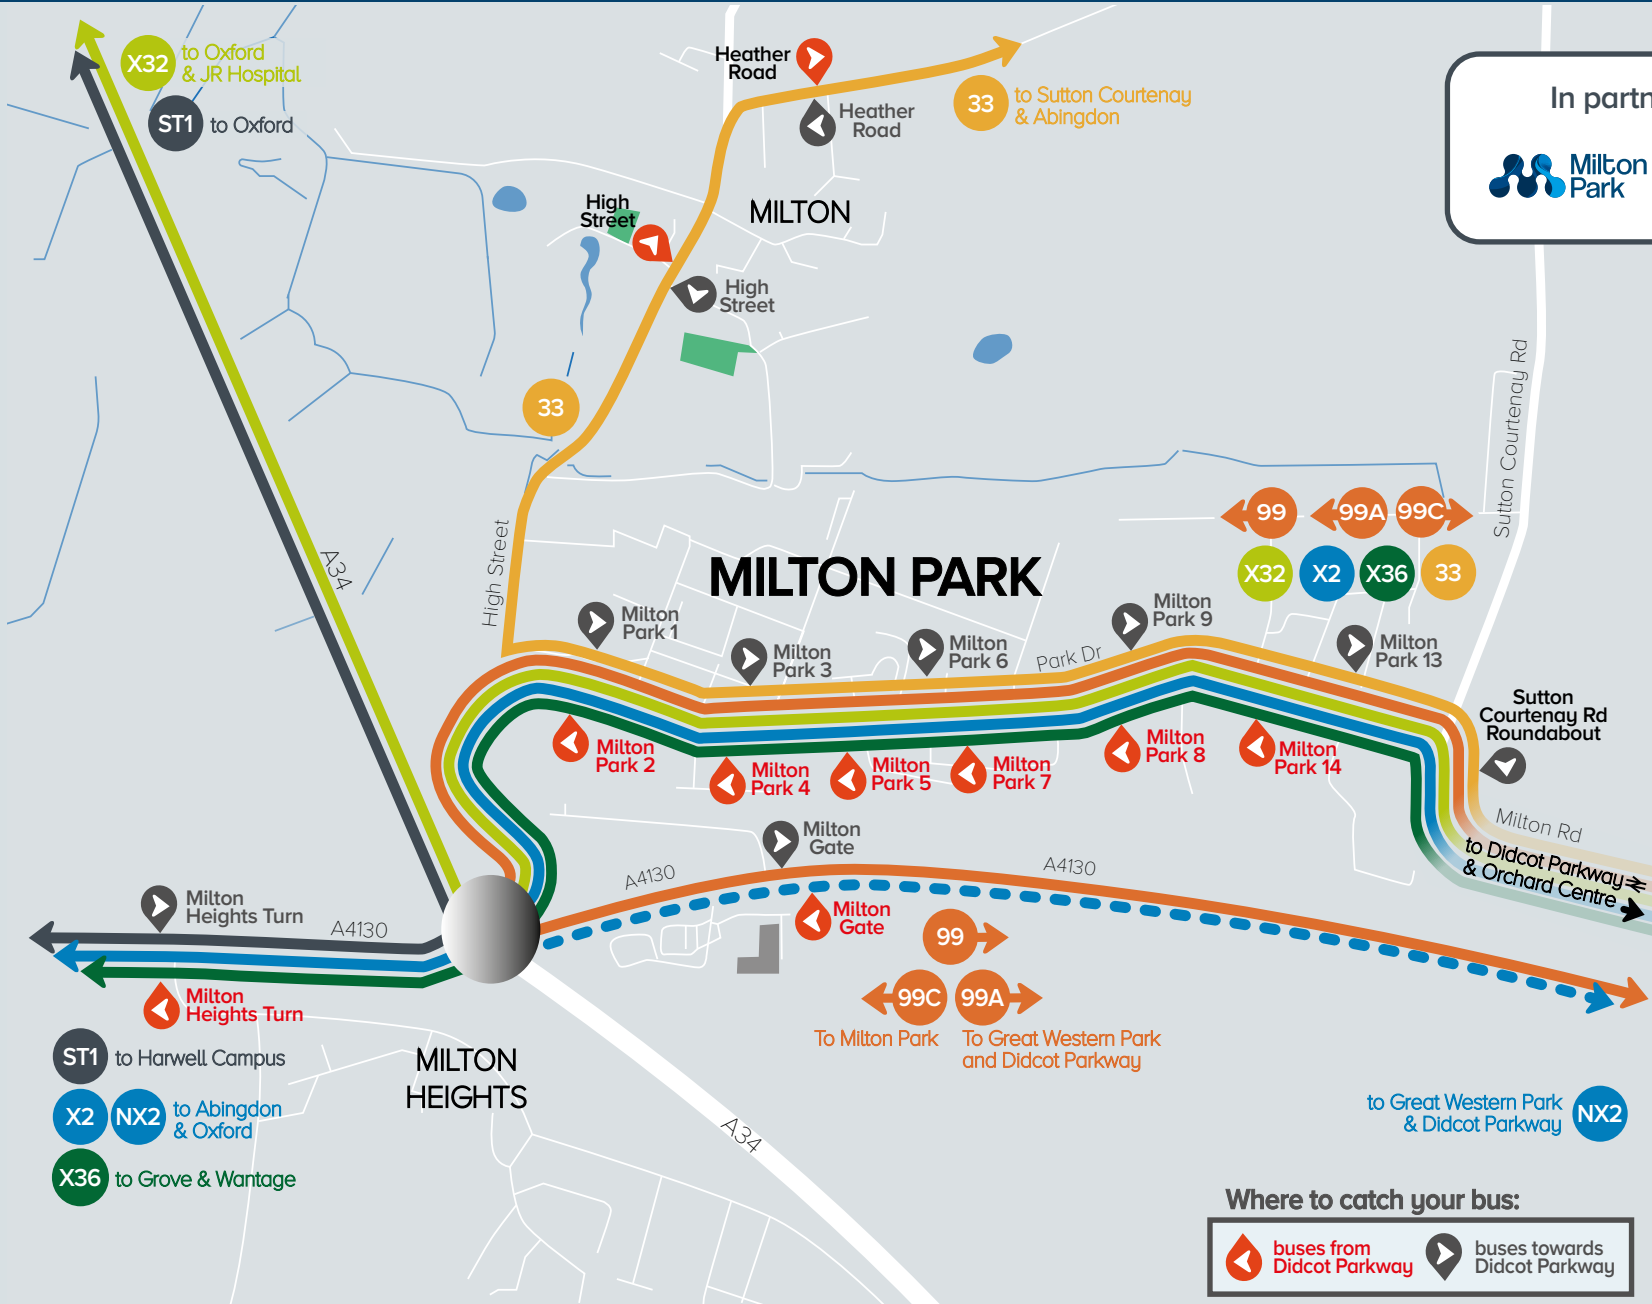 X32
to Oxford
& JR Hospital
ST1
to Oxford
Heather
Road
Heather
Road
33
to Sutton Courtenay
& Abingdon
In partn
Milton
Park
High
Street
MILTON
High
Street
33
Sutton Courtenay Rd
A34
High Street
99
99A
99C
X32
X2
X36
33
MILTON PARK
Milton
Park 1
Milton
Park 3
Milton
Park 6
Park Dr
Milton
Park 9
Milton
Park 13
Sutton
Courtenay Rd
Roundabout
Milton
Park 2
Milton
Park 4
Milton
Park 5
Milton
Park 7
Milton
Park 8
Milton
Park 14
Milton Rd
to Didcot Parkway
& Orchard Centre
Milton
Gate
A4130
A4130
Milton
Heights Turn
A4130
Milton
Gate
99
99C
99A
To Milton Park
To Great Western Park
and Didcot Parkway
Milton
Heights Turn
ST1
to Harwell Campus
X2
NX2
to Abingdon
& Oxford
X36
to Grove & Wantage
MILTON
HEIGHTS
A34
to Great Western Park
& Didcot Parkway
NX2
Where to catch your bus:
buses from
Didcot Parkway
buses towards
Didcot Parkway